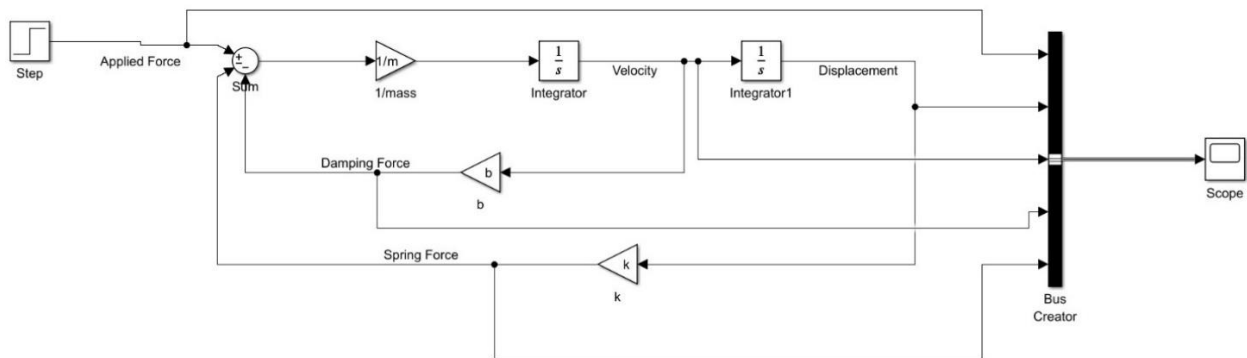 Step
Applied Force
+
−
−
Sum
1/m
1/mass
1
s
Integrator
Velocity
1
s
Integrator1
Displacement
Damping Force
b
b
Spring Force
k
k
Bus
Creator
Scope